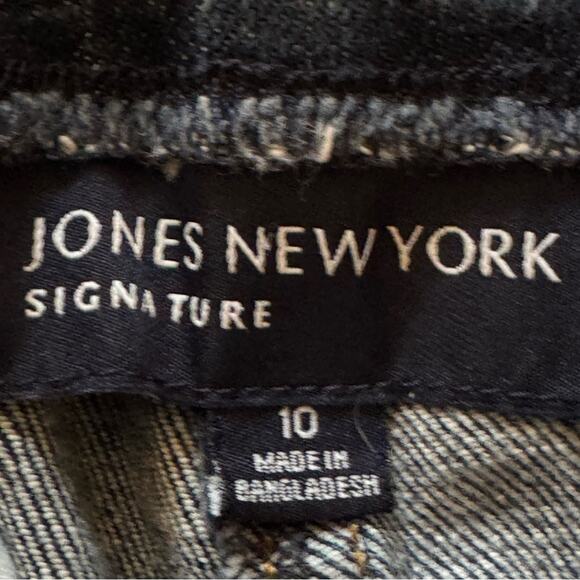 JONES NEW YORK
SIGNATURE
10
MADE IN
BANGLADESH